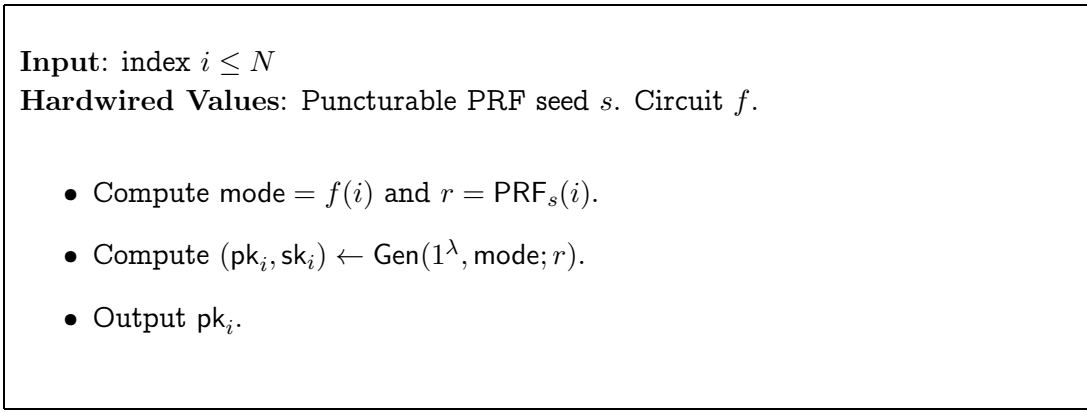 Input: index i ≤ N
Hardwired Values: Puncturable PRF seed s. Circuit f.
• Compute mode = f(i) and r = PRF_s(i).
• Compute (pk_i, sk_i) ← Gen(1^λ, mode; r).
• Output pk_i.